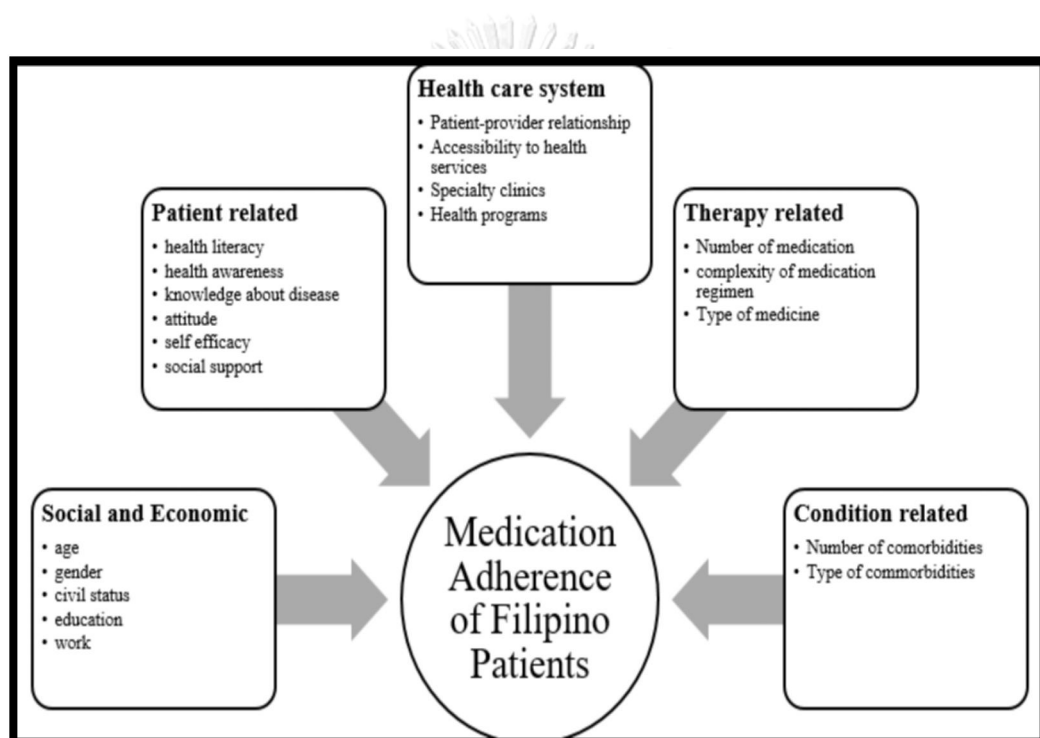 Health care system
• Patient-provider relationship
• Accessibility to health
services
• Specialty clinics
• Health programs
Patient related
• health literacy
• health awareness
• knowledge about disease
• attitude
• self efficacy
• social support
Therapy related
• Number of medication
• complexity of medication
regimen
• Type of medicine
Social and Economic
• age
• gender
• civil status
• education
• work
Medication
Adherence
of Filipino
Patients
Condition related
• Number of comorbidities
• Type of commorbidities